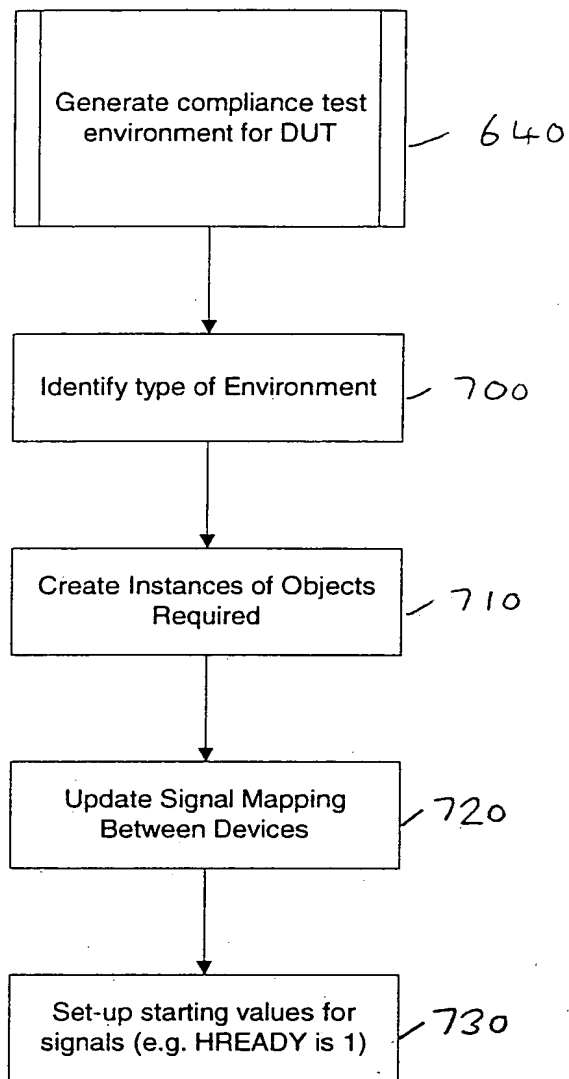 Generate compliance test
environment for DUT
640
Identify type of Environment
700
Create Instances of Objects
Required
710
Update Signal Mapping
Between Devices
720
Set-up starting values for
signals (e.g. HREADY is 1)
730